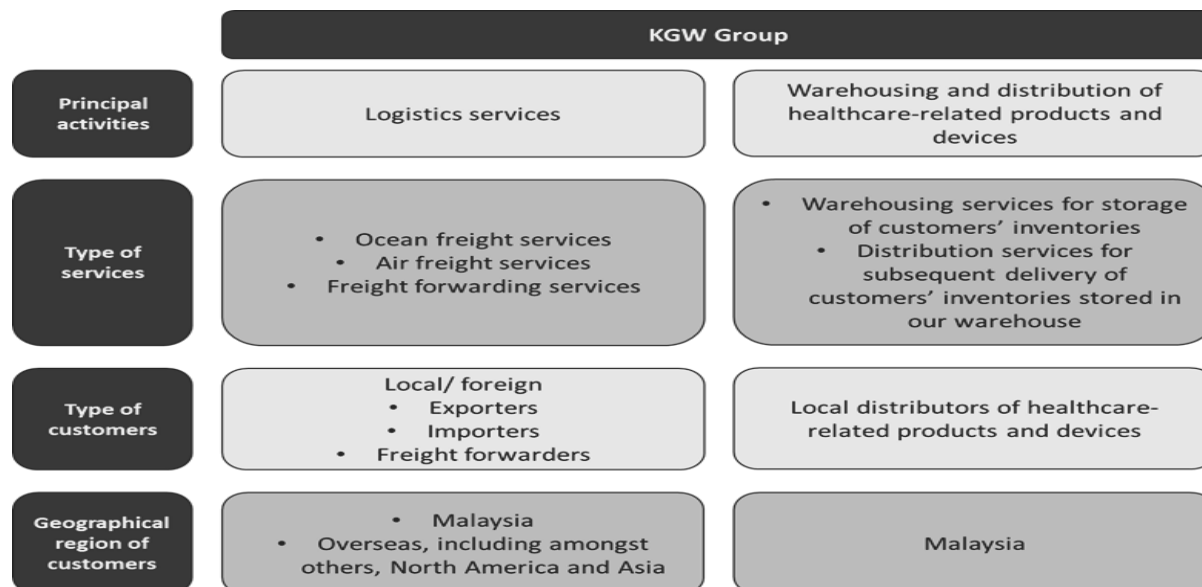 KGW Group
Principal
activities
Logistics services
Warehousing and distribution of
healthcare-related products and
devices
Type of
services
• Ocean freight services
• Air freight services
• Freight forwarding services
• Warehousing services for storage
of customers’ inventories
• Distribution services for
subsequent delivery of
customers’ inventories stored in
our warehouse
Type of
customers
Local/ foreign
• Exporters
• Importers
• Freight forwarders
Local distributors of healthcare-
related products and devices
Geographical
region of
customers
• Malaysia
• Overseas, including amongst
others, North America and Asia
Malaysia